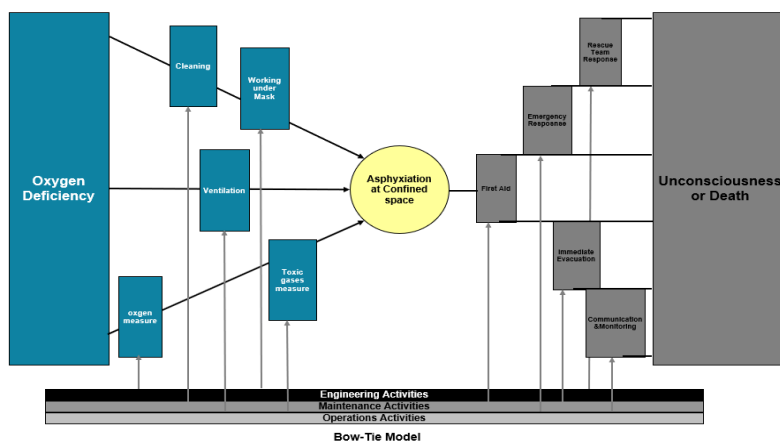 Oxygen
Deficiency
Cleaning
Working
under
Mask
Ventilation
oxgen
measure
Toxic
gases
measure
Asphyxiation
at Confined
space
First Aid
Emergency
Response
Rescue
Team
Response
Immediate
Evacuation
Communication
&Monitoring
Unconsciousness
or Death
Engineering Activities
Maintenance Activities
Operations Activities
Bow-Tie Model